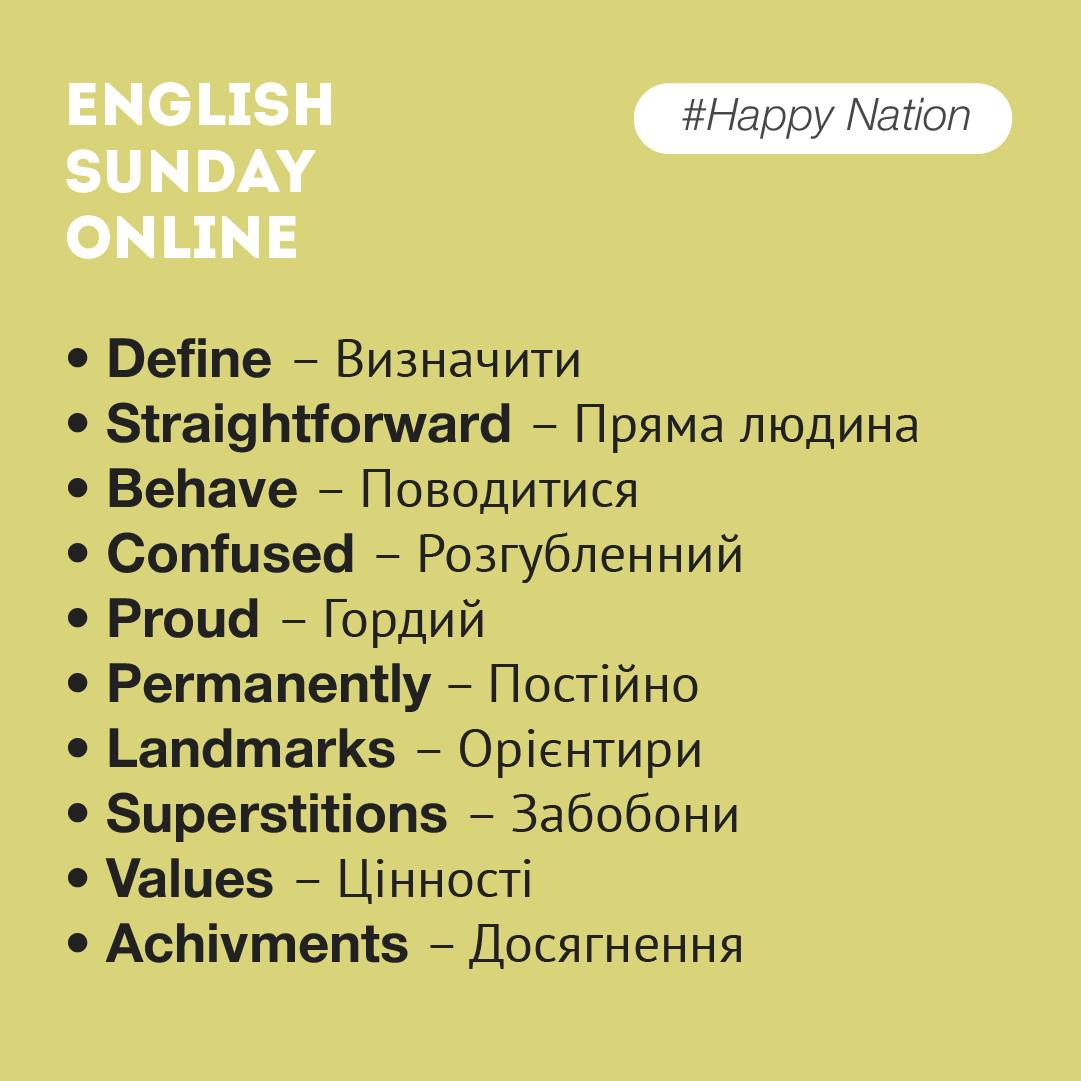 ENGLISH
SUNDAY
ONLINE
#Happy Nation
• Define – Визначити
• Straightforward – Пряма людина
• Behave – Поводитися
• Confused – Розгубленний
• Proud – Гордий
• Permanently – Постійно
• Landmarks – Орієнтири
• Superstitions – Забобони
• Values – Цінності
• Achivments – Досягнення